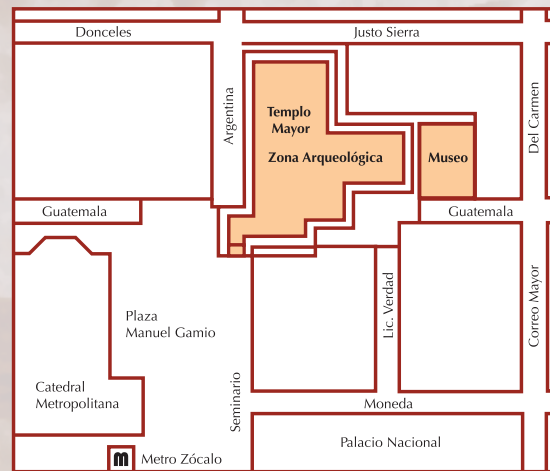 Donceles
Justo Sierra
Argentina
Del Carmen
Templo
Mayor
Zona Arqueológica
Museo
Guatemala
Guatemala
Plaza
Manuel Gamio
Lic. Verdad
Correo Mayor
Catedral
Metropolitana
Seminario
Moneda
Palacio Nacional
Metro Zócalo